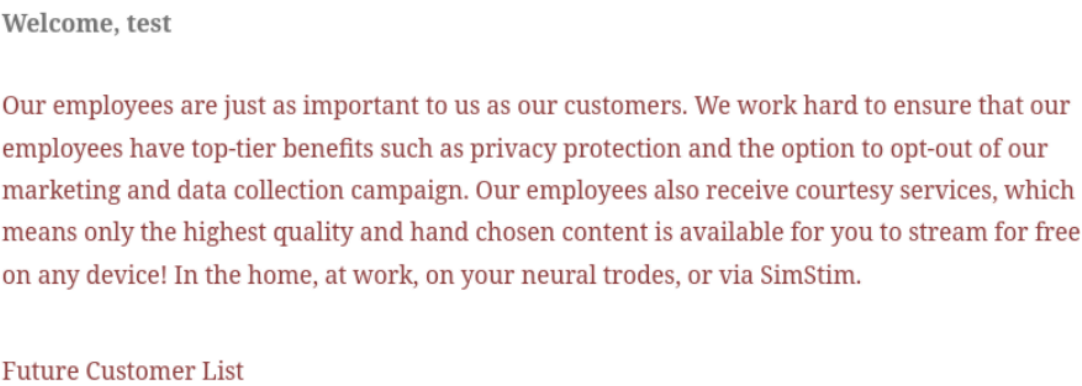 Welcome, test
Our employees are just as important to us as our customers. We work hard to ensure that our
employees have top-tier benefits such as privacy protection and the option to opt-out of our
marketing and data collection campaign. Our employees also receive courtesy services, which
means only the highest quality and hand chosen content is available for you to stream for free
on any device! In the home, at work, on your neural trodes, or via SimStim.
Future Customer List